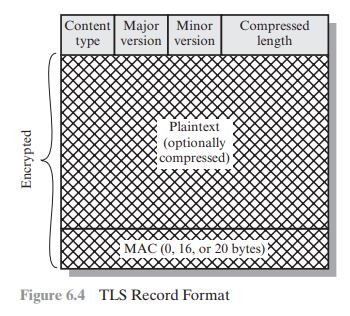 Content Major Minor Compressed
type version version length
Encrypted
Plaintext
(optionally
compressed)
MAC (0, 16, or 20 bytes)
Figure 6.4 TLS Record Format